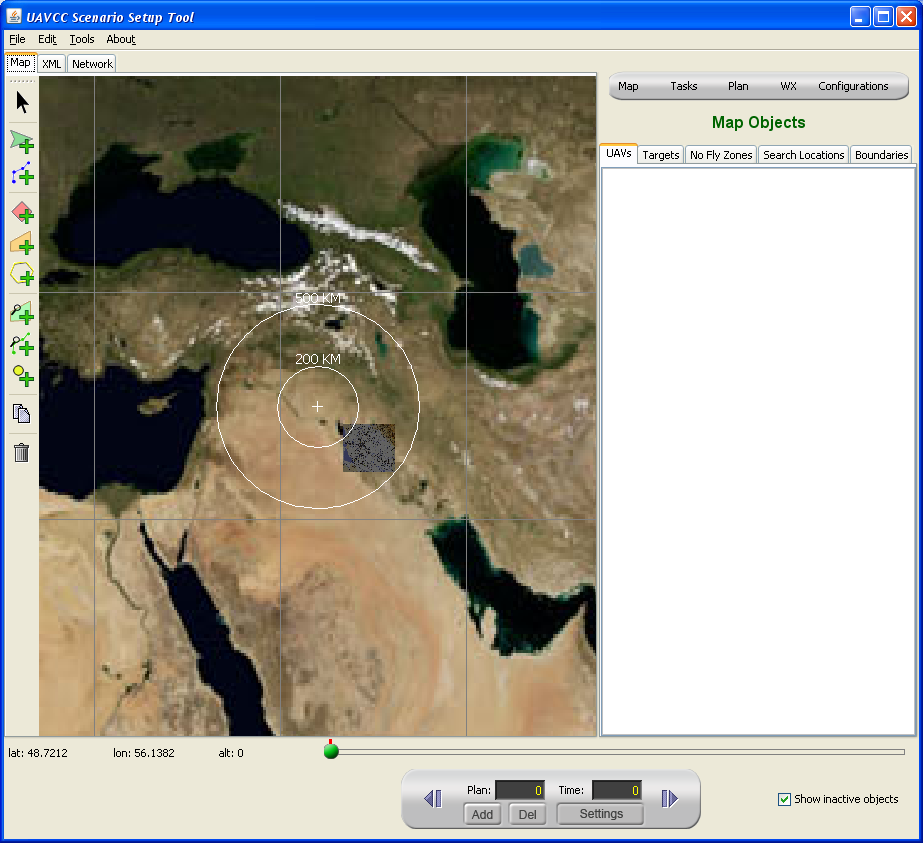 UAVCC Scenario Setup Tool
File Edit Tools About
Map XML Network
Map Tasks Plan WX Configurations
Map Objects
UAVs Targets No Fly Zones Search Locations Boundaries
500 KM
200 KM
lat: 48.7212 lon: 56.1382 alt: 0
Plan: 0 Time: 0
Add Del Settings
Show inactive objects